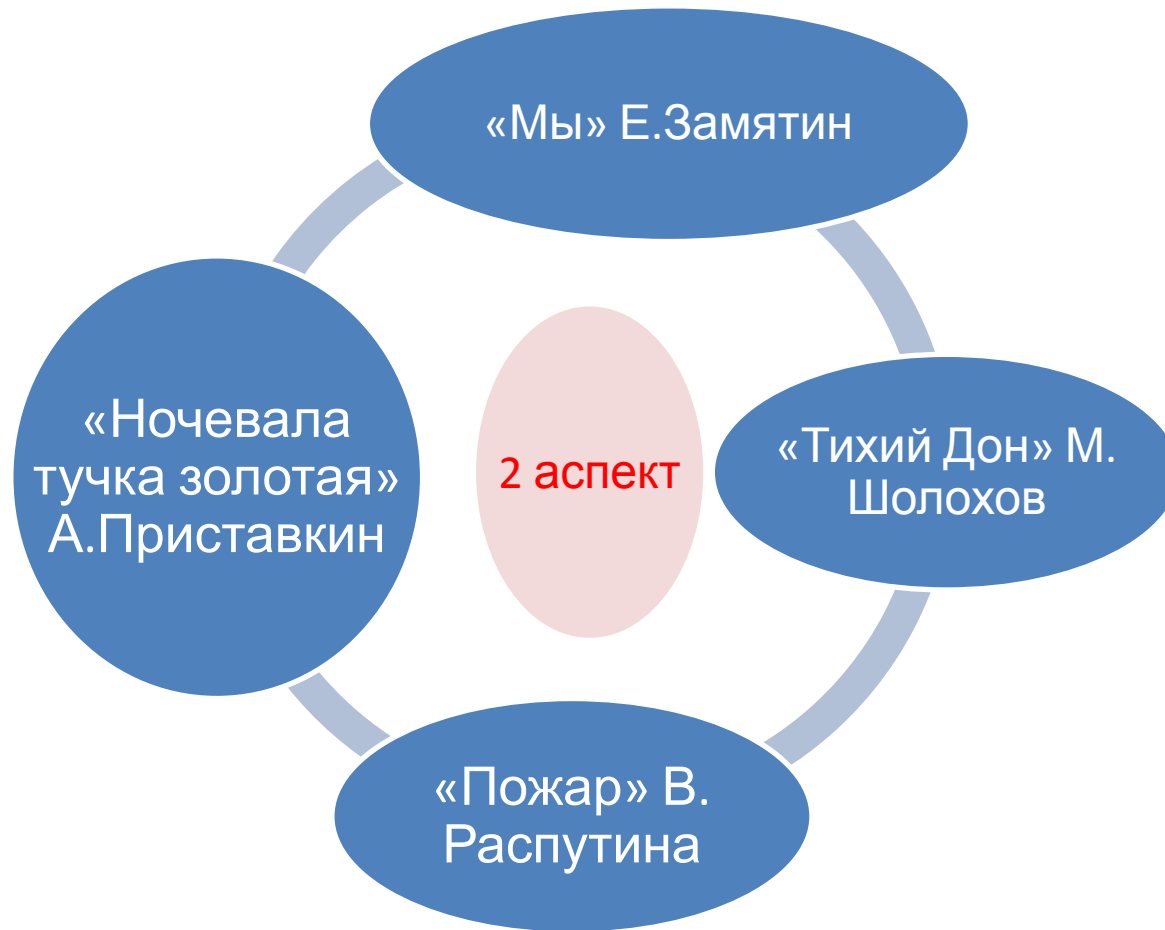 «Мы» Е.Замятин
«Ночевала
тучка золотая»
А.Приставкин
2 аспект
«Тихий Дон» М.
Шолохов
«Пожар» В.
Распутина